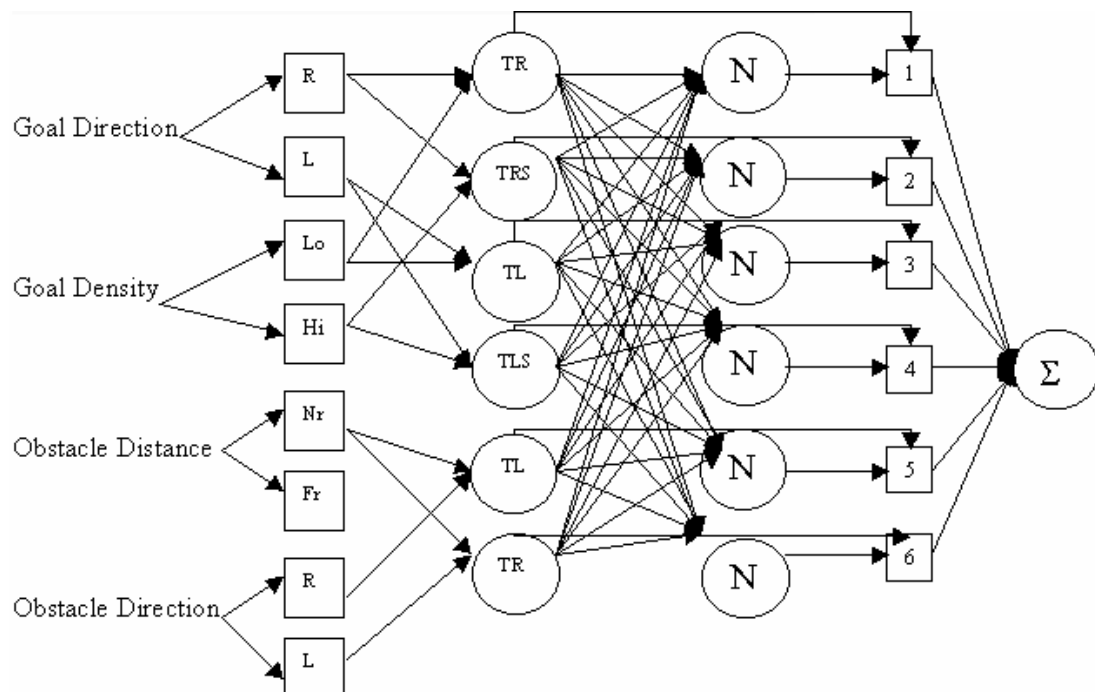 Goal Direction
Goal Density
Obstacle Distance
Obstacle Direction
R
L
Lo
Hi
Nr
Fr
R
L
TR
TRS
TL
TLS
TL
TR
N
N
N
N
N
N
1
2
3
4
5
6
Σ